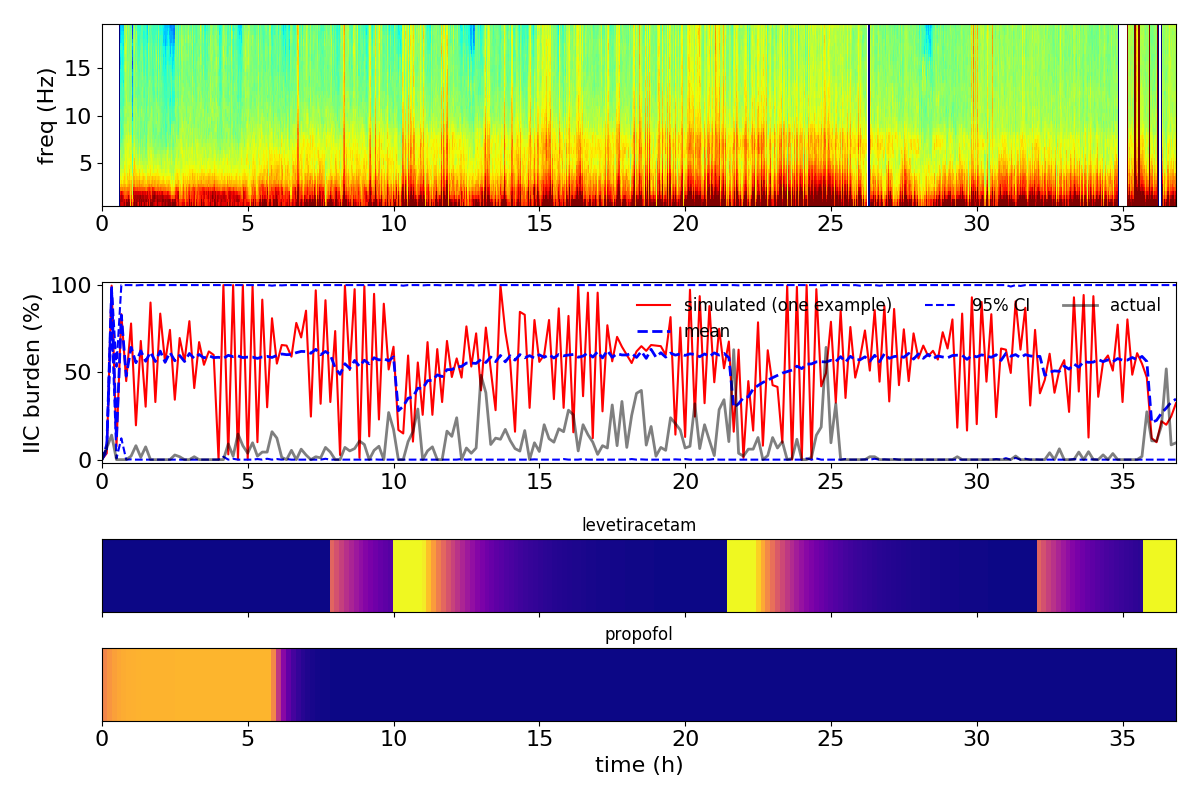 freq (Hz)
15
10
5
0 5 10 15 20 25 30 35
IIC burden (%)
100
50
0
simulated (one example) 95% CI actual
mean
0 5 10 15 20 25 30 35
levetiracetam
propofol
0 5 10 15 20 25 30 35
time (h)